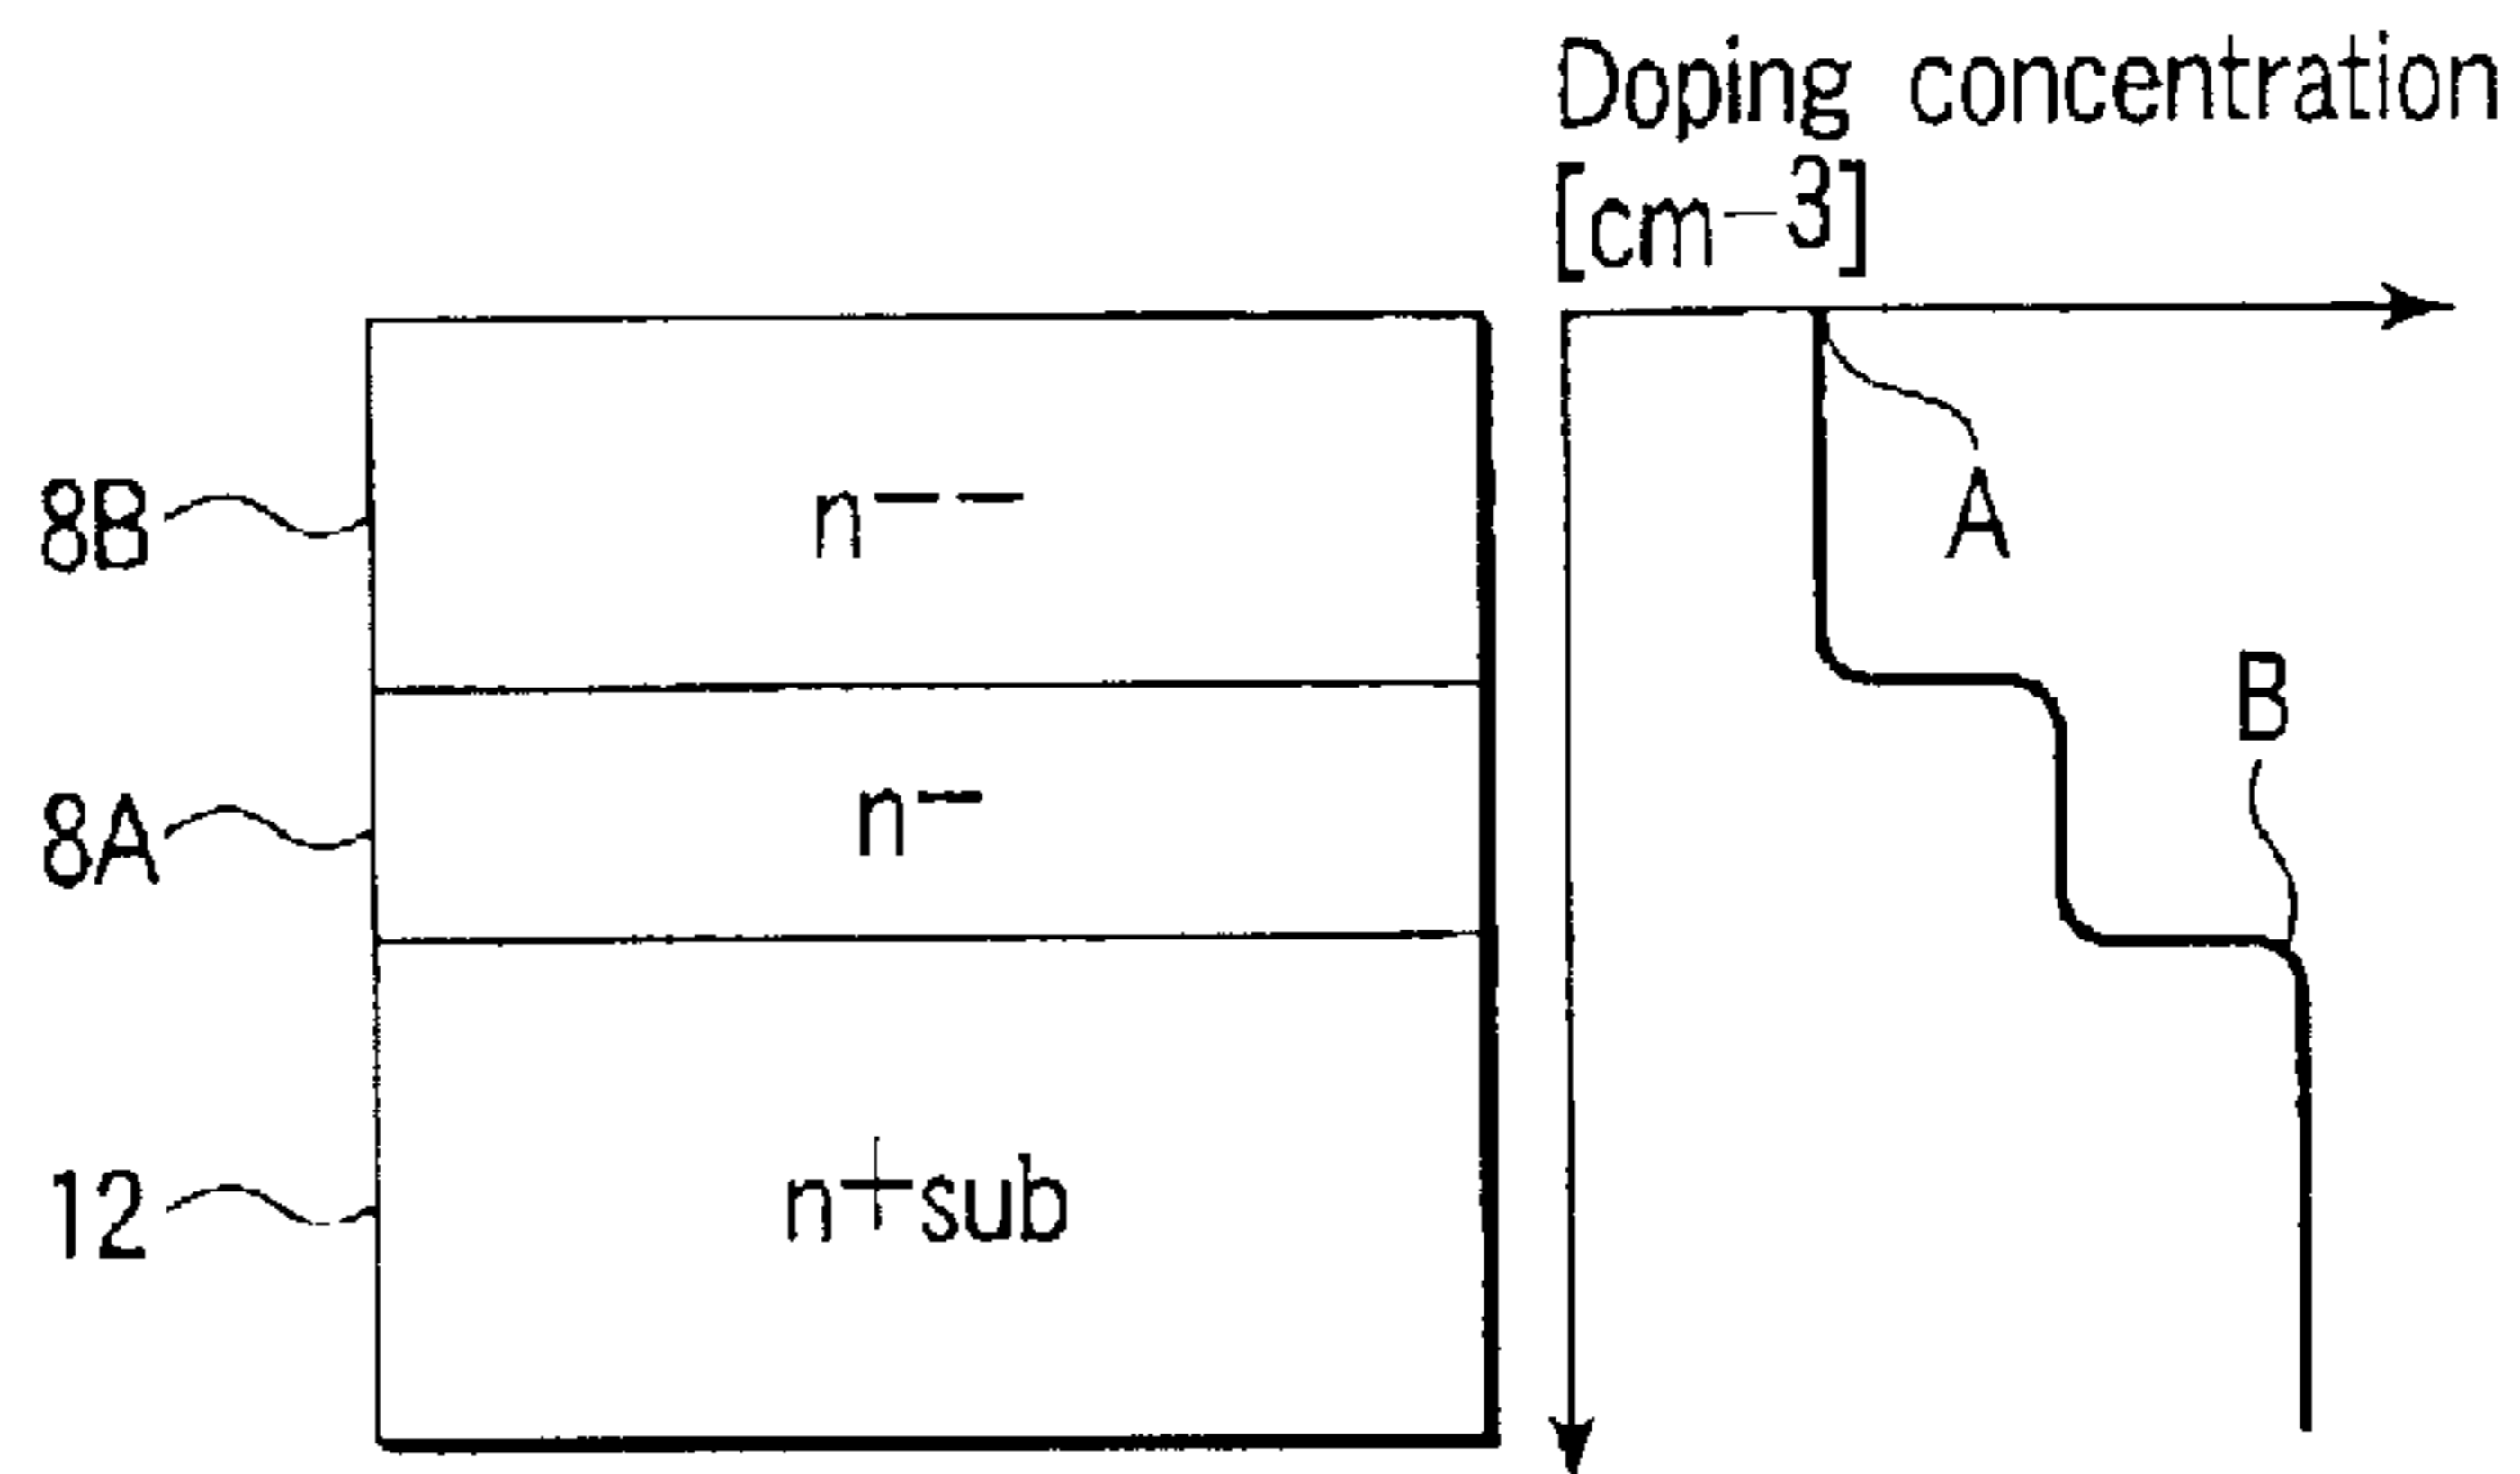 Doping concentration
[cm⁻³]
8B
n⁻⁻
A
8A
n⁻
B
12
n⁺sub